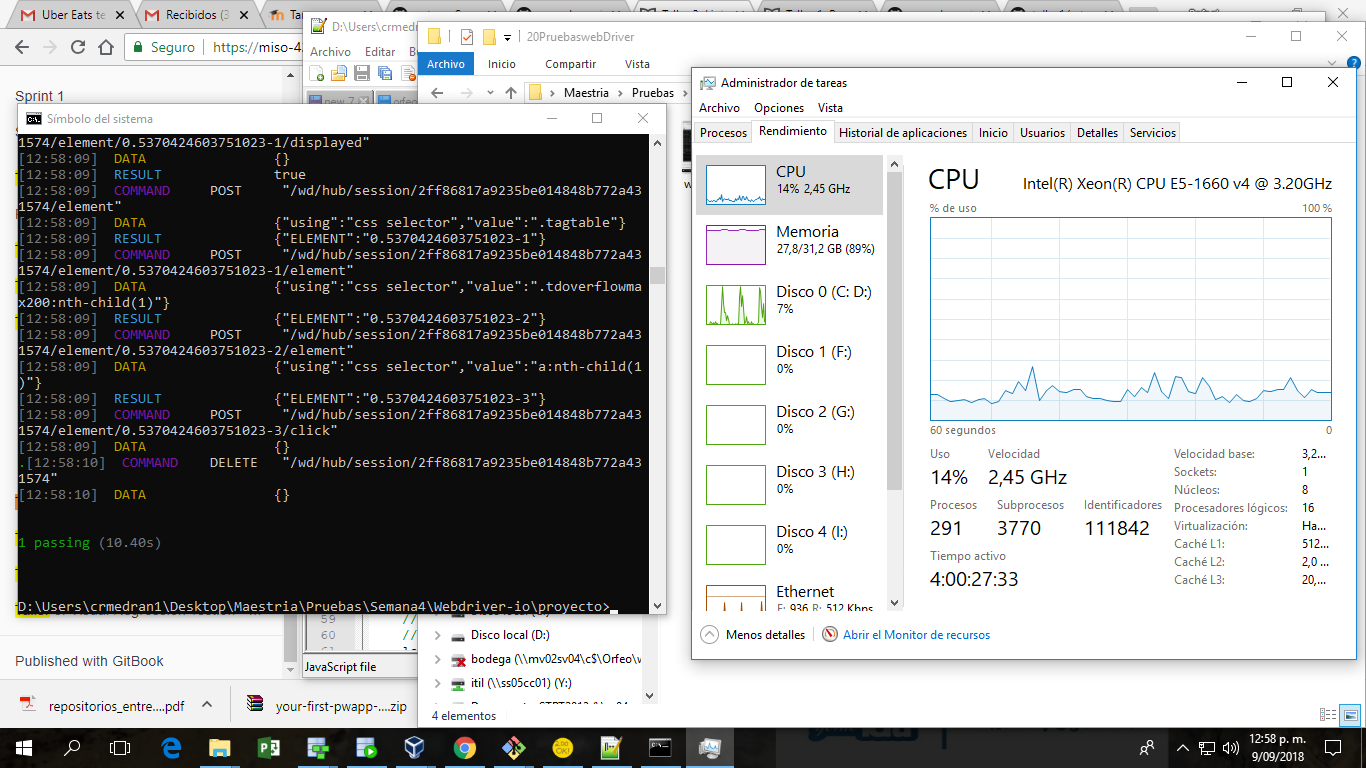 Uber Eats te
Recibidos (3
Seguro
https://miso-4
Sprint 1
Published with GitBook
D:\Users\crmedra
Archivo Editar
new 7
JavaScript file
59 //
60 //
20PruebaswebDriver
Archivo Inicio Compartir Vista
Maestria Pruebas
Disco local (D:)
bodega (\\mv02sv04\c$\Orfeo\w
itil (\\ss05cc01) (Y:)
4 elementos
Símbolo del sistema
1574/element/0.5370424603751023-1/displayed"
[12:58:09] DATA {}
[12:58:09] RESULT true
[12:58:09] COMMAND POST "/wd/hub/session/2ff86817a9235be014848b772a43
1574/element"
[12:58:09] DATA {"using":"css selector","value":".tagtable"}
[12:58:09] RESULT {"ELEMENT":"0.5370424603751023-1"}
[12:58:09] COMMAND POST "/wd/hub/session/2ff86817a9235be014848b772a43
1574/element/0.5370424603751023-1/element"
[12:58:09] DATA {"using":"css selector","value":".tdoverflowma
x200:nth-child(1)"}
[12:58:09] RESULT {"ELEMENT":"0.5370424603751023-2"}
[12:58:09] COMMAND POST "/wd/hub/session/2ff86817a9235be014848b772a43
1574/element/0.5370424603751023-2/element"
[12:58:09] DATA {"using":"css selector","value":"a:nth-child(1
)"}
[12:58:09] RESULT {"ELEMENT":"0.5370424603751023-3"}
[12:58:09] COMMAND POST "/wd/hub/session/2ff86817a9235be014848b772a43
1574/element/0.5370424603751023-3/click"
[12:58:09] DATA {}
.[12:58:10] COMMAND DELETE "/wd/hub/session/2ff86817a9235be014848b772a43
1574"
[12:58:10] DATA {}
1 passing (10.40s)
D:\Users\crmedran1\Desktop\Maestria\Pruebas\Semana4\Webdriver-io\proyecto>
Administrador de tareas
Archivo Opciones Vista
Procesos Rendimiento Historial de aplicaciones Inicio Usuarios Detalles Servicios
CPU
14% 2,45 GHz
Memoria
27,8/31,2 GB (89%)
Disco 0 (C: D:)
7%
Disco 1 (F:)
0%
Disco 2 (G:)
0%
Disco 3 (H:)
0%
Disco 4 (I:)
0%
Ethernet
E: 936 R: 512 Kbps
CPU Intel(R) Xeon(R) CPU E5-1660 v4 @ 3.20GHz
% de uso 100 %
60 segundos 0
Uso Velocidad
14% 2,45 GHz
Procesos Subprocesos Identificadores
291 3770 111842
Tiempo activo
4:00:27:33
Velocidad base: 3,2...
Sockets: 1
Núcleos: 8
Procesadores lógicos: 16
Virtualización: Ha...
Caché L1: 512...
Caché L2: 2,0 ...
Caché L3: 20,...
Menos detalles Abrir el Monitor de recursos
repositorios_entre....pdf
your-first-pwapp-....zip
12:58 p. m.
9/09/2018